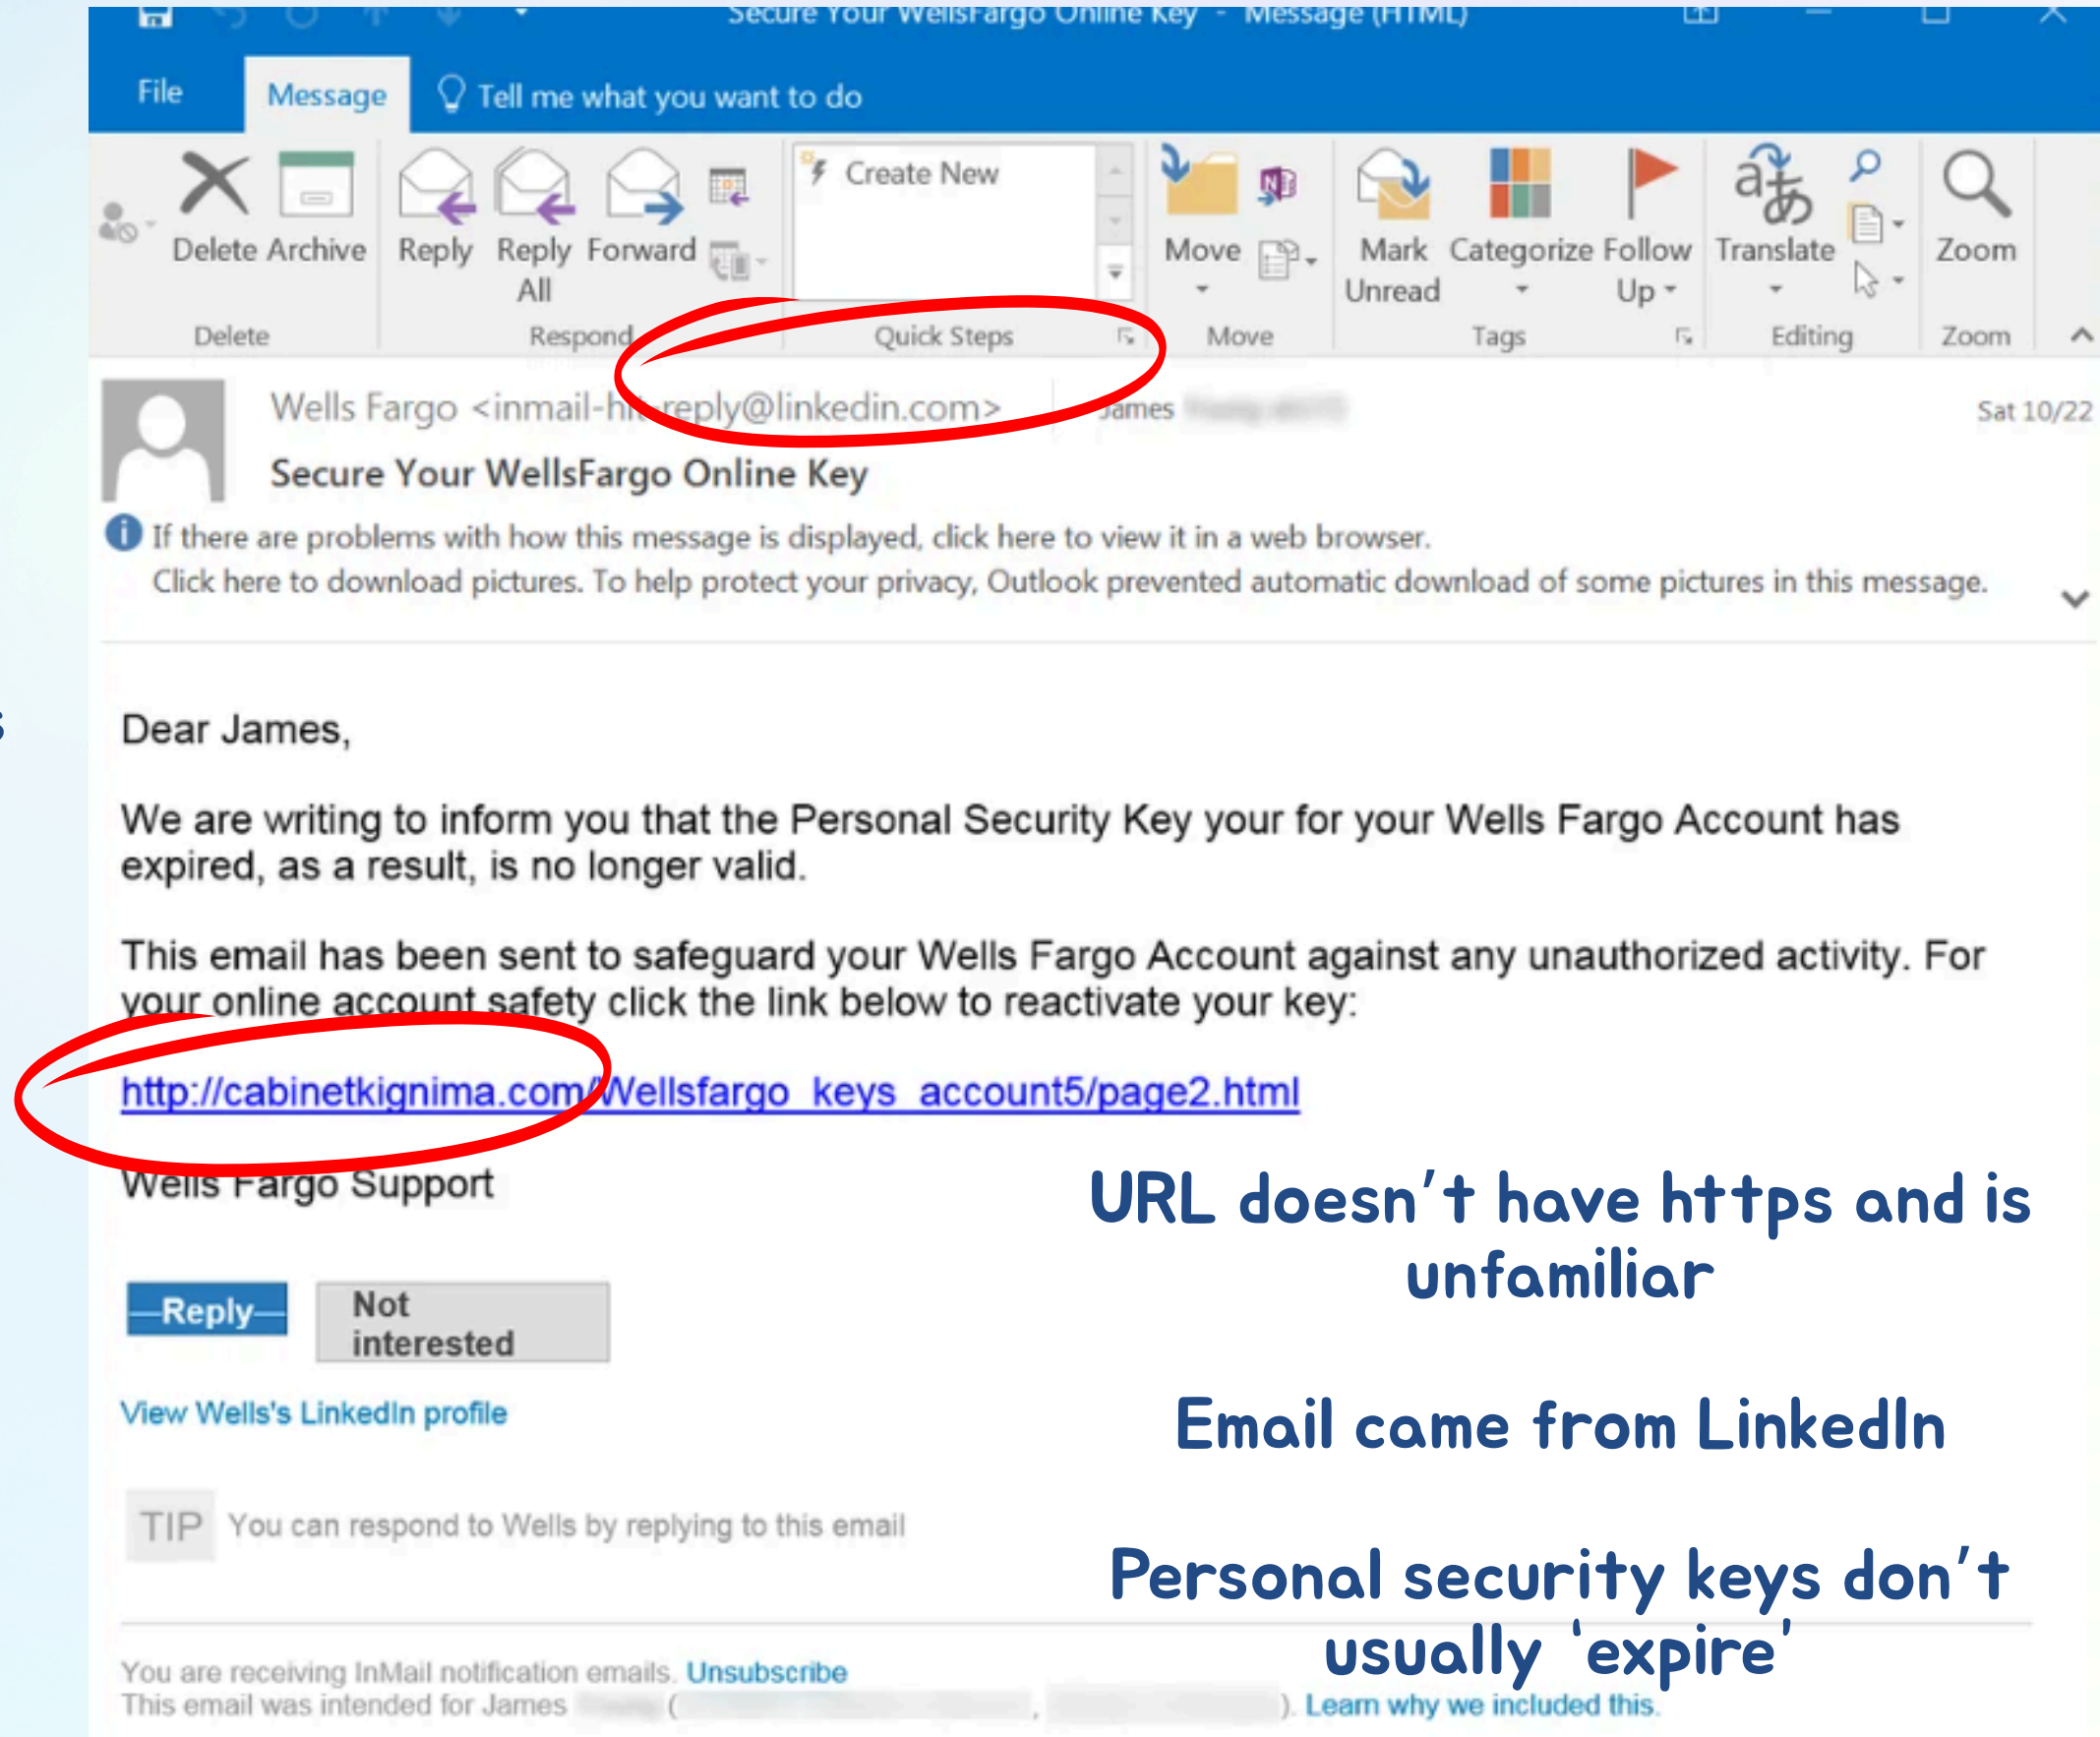 Secure Your WellsFargo Online Key - Message (HTML)
File Message Tell me what you want to do
Create New
Delete Archive Reply Reply All Forward Move Mark Unread Categorize Follow Up Translate Zoom
Delete Respond Quick Steps Move Tags Editing Zoom
Wells Fargo <inmail-hit-reply@linkedin.com> James Sat 10/22
Secure Your WellsFargo Online Key
If there are problems with how this message is displayed, click here to view it in a web browser.
Click here to download pictures. To help protect your privacy, Outlook prevented automatic download of some pictures in this message.
Dear James,
We are writing to inform you that the Personal Security Key your for your Wells Fargo Account has
expired, as a result, is no longer valid.
This email has been sent to safeguard your Wells Fargo Account against any unauthorized activity. For
your online account safety click the link below to reactivate your key:
http://cabinetkignima.com/Wellsfargo_keys_account5/page2.html
Wells Fargo Support
URL doesn't have https and is
unfamiliar
Reply
Not
interested
View Wells's LinkedIn profile
Email came from LinkedIn
TIP You can respond to Wells by replying to this email
Personal security keys don't
usually 'expire'
You are receiving InMail notification emails. Unsubscribe
This email was intended for James ( , ). Learn why we included this.